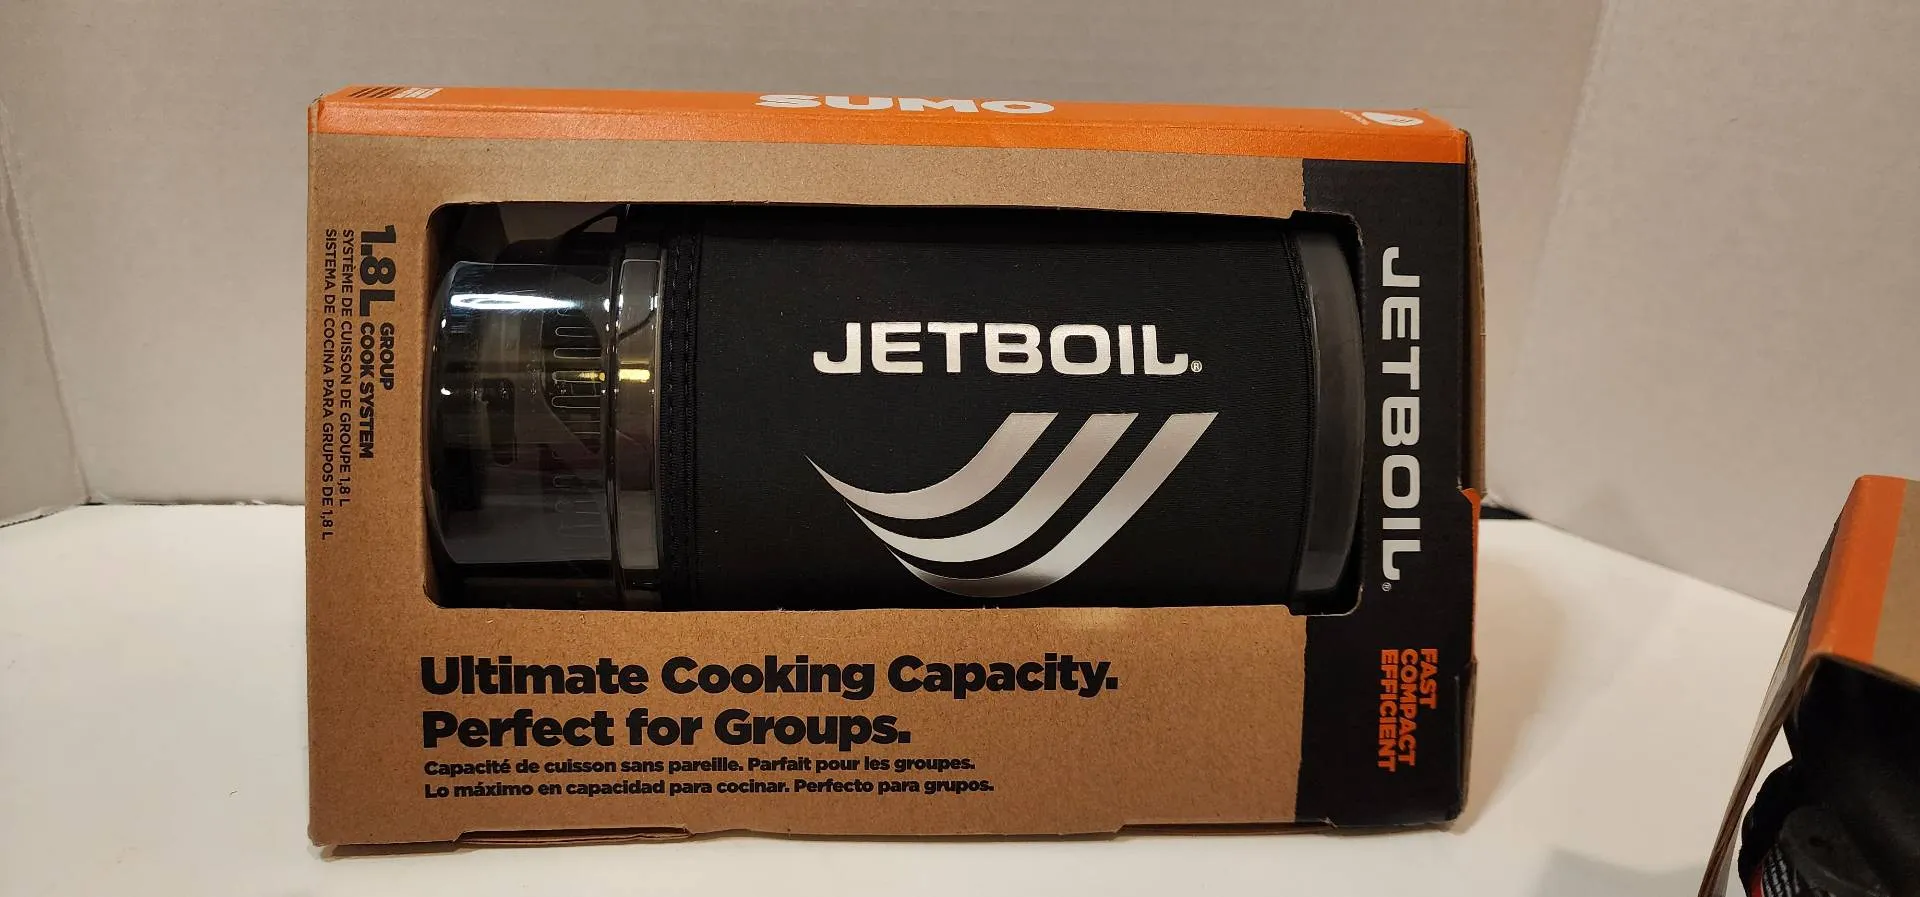 SUMO
1.8L GROUP
COOK SYSTEM
SYSTÈME DE CUISSON DE GROUPE 1,8 L
SISTEMA DE COCINA PARA GRUPOS DE 1,8 L
JETBOIL®
JETBOIL®
FAST
COMPACT
EFFICIENT
Ultimate Cooking Capacity.
Perfect for Groups.
Capacité de cuisson sans pareille. Parfait pour les groupes.
Lo máximo en capacidad para cocinar. Perfecto para grupos.